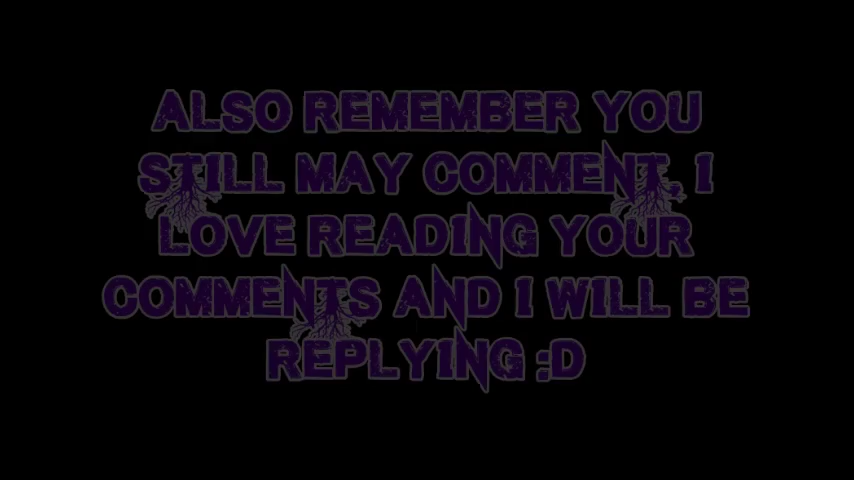 ALSO REMEMBER YOU
STILL MAY COMMENT, I
LOVE READING YOUR
COMMENTS AND I WILL BE
REPLYING :D